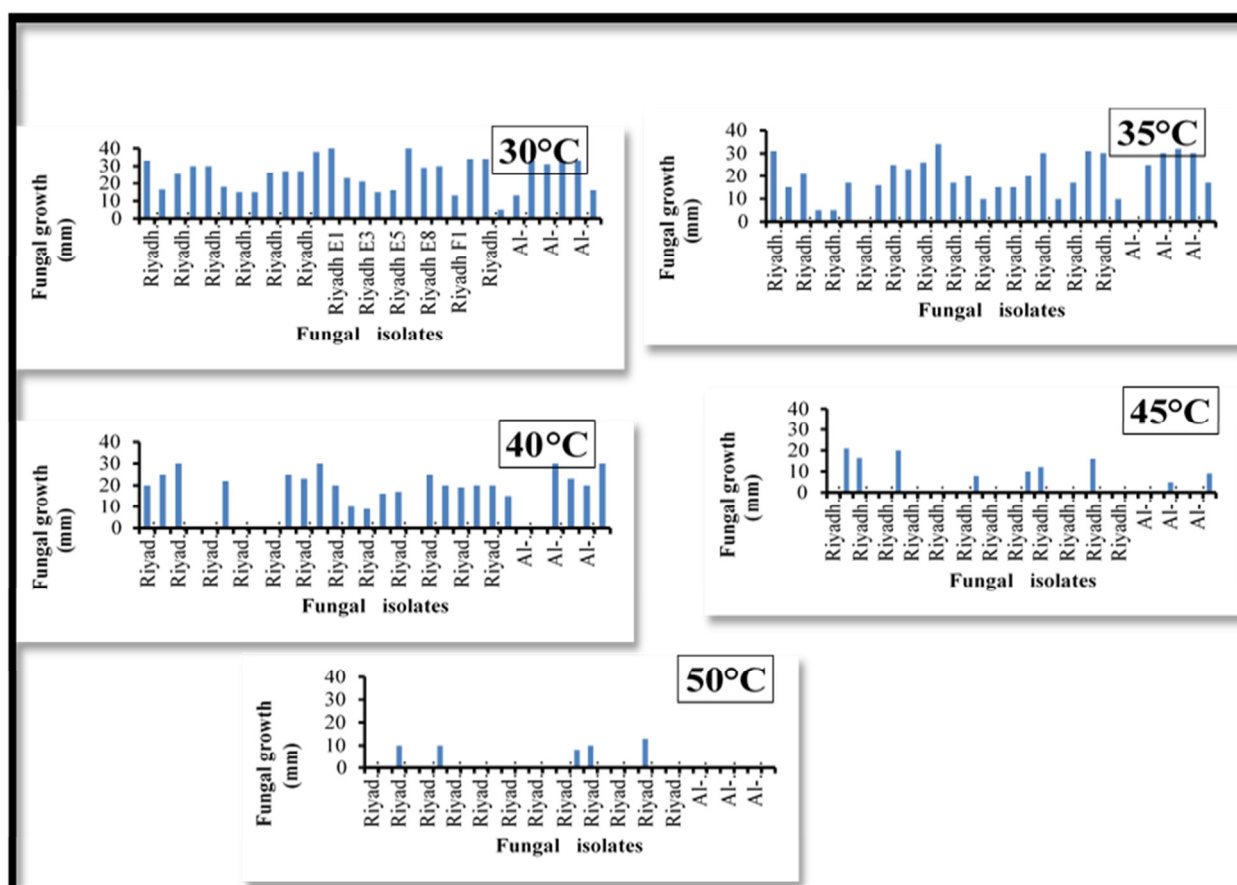 30°C
40
30
20
10
0
Fungal growth
(mm)
Riyadh.
Riyadh.
Riyadh.
Riyadh.
Riyadh.
Riyadh.
Riyadh E1
Riyadh E3
Riyadh E5
Riyadh E8
Riyadh F1
Riyadh.
Al-.
Al-.
Al-.
Fungal isolates
35°C
40
30
20
10
0
Fungal growth
(mm)
Riyadh.
Riyadh.
Riyadh.
Riyadh.
Riyadh.
Riyadh.
Riyadh.
Riyadh.
Riyadh.
Riyadh.
Riyadh.
Riyadh.
Al-.
Al-.
Al-.
Fungal isolates
40°C
40
30
20
10
0
Fungal growth
(mm)
Riyad.
Riyad.
Riyad.
Riyad.
Riyad.
Riyad.
Riyad.
Riyad.
Riyad.
Riyad.
Riyad.
Riyad.
Al-.
Al-.
Al-.
Fungal isolates
45°C
40
30
20
10
0
Fungal growth
(mm)
Riyadh.
Riyadh.
Riyadh.
Riyadh.
Riyadh.
Riyadh.
Riyadh.
Riyadh.
Riyadh.
Riyadh.
Riyadh.
Riyadh.
Al-.
Al-.
Al-.
Fungal isolates
50°C
40
30
20
10
0
Fungal growth
(mm)
Riyad.
Riyad.
Riyad.
Riyad.
Riyad.
Riyad.
Riyad.
Riyad.
Riyad.
Riyad.
Riyad.
Riyad.
Al-.
Al-.
Al-.
Fungal isolates